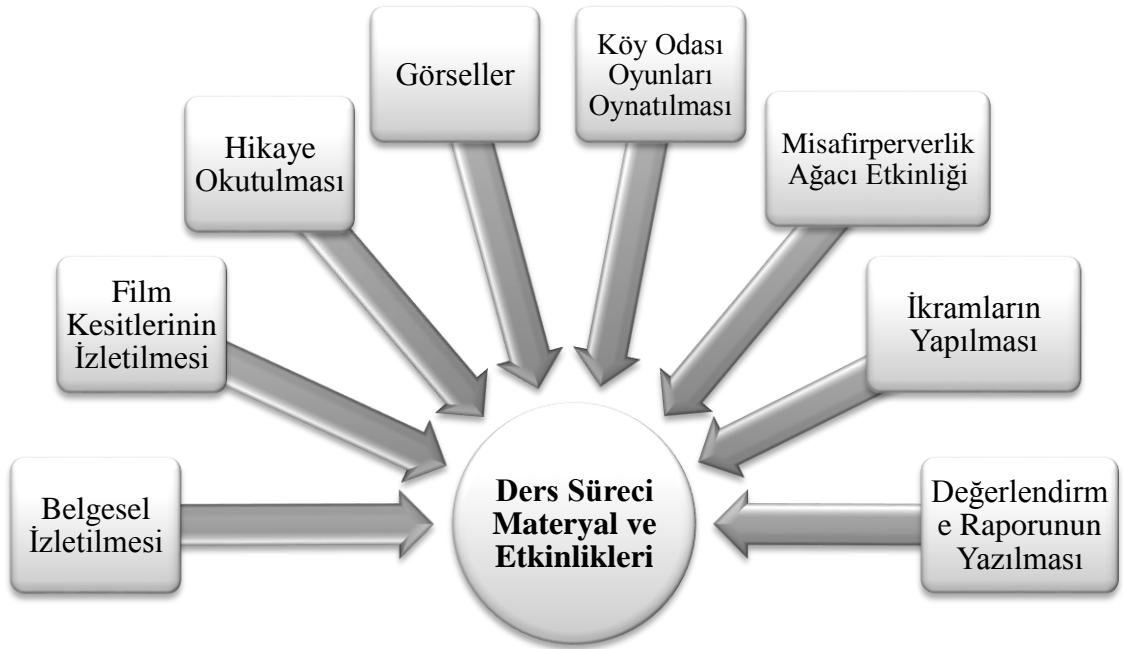 Belgesel
İzletilmesi
Film
Kesitlerinin
İzletilmesi
Hikaye
Okutulması
Görseller
Köy Odası
Oyunları
Oynatılması
Misafirperverlik
Ağacı Etkinliği
İkramların
Yapılması
Değerlendirm
e Raporunun
Yazılması
Ders Süreci
Materyal ve
Etkinlikleri